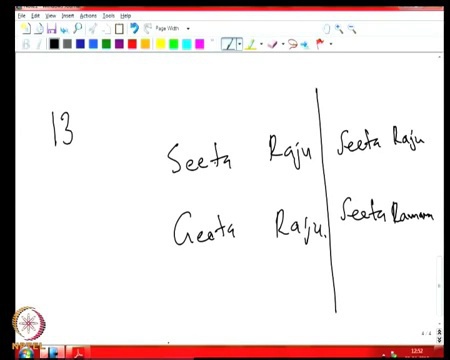 File Edit View Insert Actions Tools Help
Page Width
13
Seeta Raju Seeta Raju
Geeta Raju. Seeta Ramana
12:52